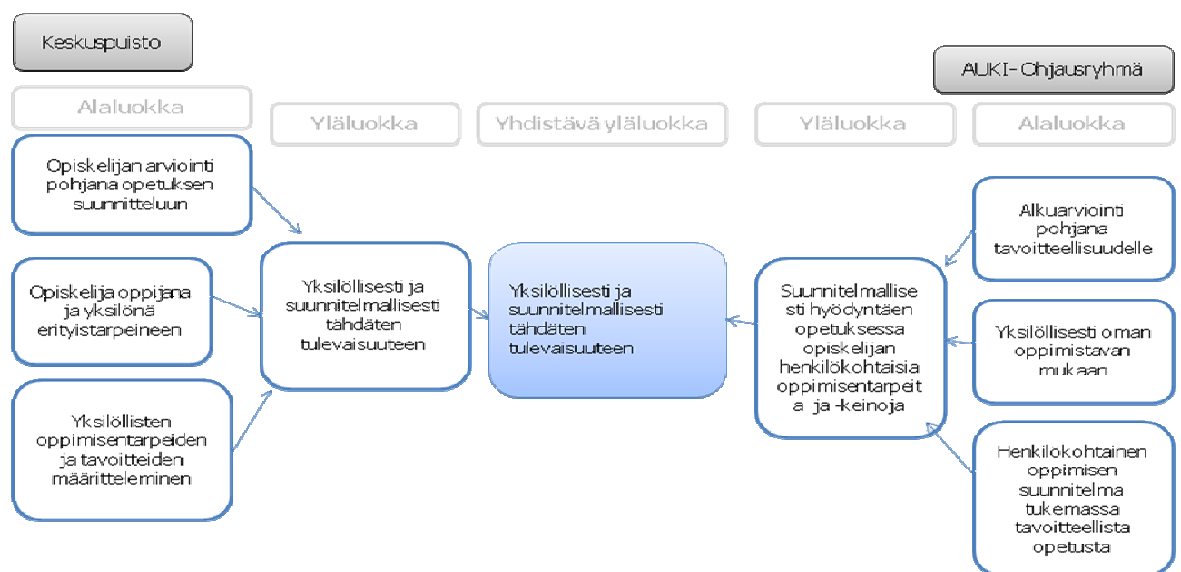 Keskuspuisto
AUKI- Ohjausryhmä
Alaluokka
Yläluokka
Yhdistävä yläluokka
Yläluokka
Alaluokka
Opiskelijan arviointi
pohjana opetuksen
suunnitteluun
Opiskelija oppijana
ja yksilönä
erityistarpeineen
Yksilöllisten
oppimisentarpeiden
ja tavoitteiden
määritteleminen
Yksilöllisesti ja
suunnitelmallisesti
tähdäten
tulevaisuuteen
Yksilöllisesti ja
suunnitelmallisesti
tähdäten
tulevaisuuteen
Suunnitelmallise
sti hyödyntäen
opetuksessa
opiskelijan
henkilökohtaisia
oppimisentarpeit
a ja -keinoja
Alkuarviointi
pohjana
tavoitteellisuudelle
Yksilöllisesti oman
oppimistavan
mukaan
Henkilökohtainen
oppimisen
suunnitelma
tukemassa
tavoitteellista
opetusta